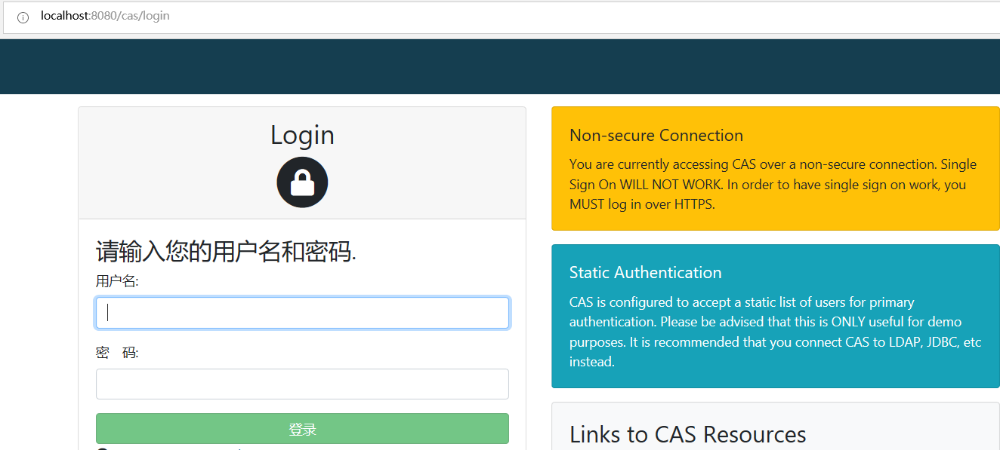 localhost:8080/cas/login
Login
请输入您的用户名和密码.
用户名:
密　码:
登录
Non-secure Connection
You are currently accessing CAS over a non-secure connection. Single
Sign On WILL NOT WORK. In order to have single sign on work, you
MUST log in over HTTPS.
Static Authentication
CAS is configured to accept a static list of users for primary
authentication. Please be advised that this is ONLY useful for demo
purposes. It is recommended that you connect CAS to LDAP, JDBC, etc
instead.
Links to CAS Resources